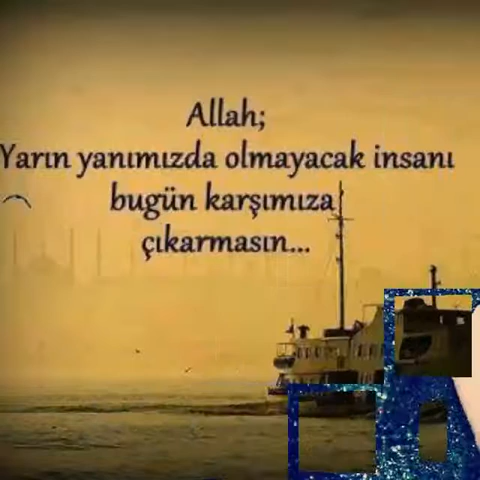 Allah;
Yarın yanımızda olmayacak insanı
bugün karşımıza
çıkarmasın...